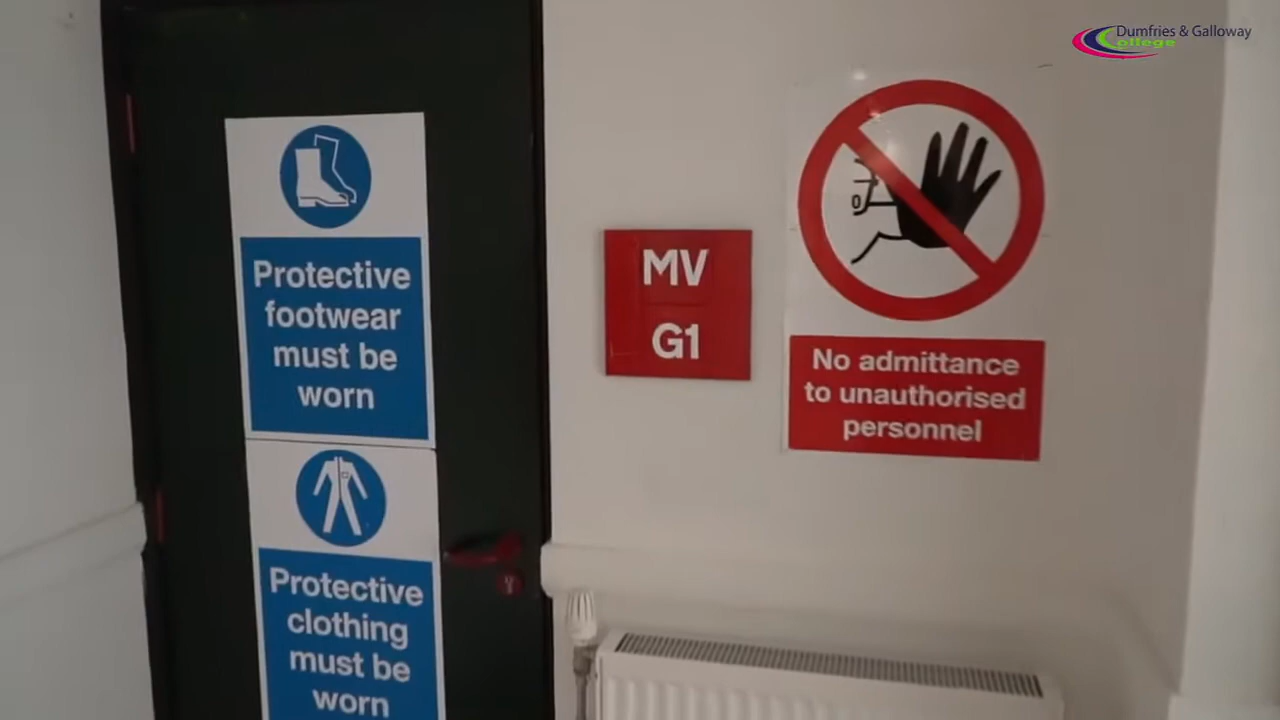 Dumfries & Galloway
College
Protective
footwear
must be
worn
Protective
clothing
must be
worn
MV
G1
No admittance
to unauthorised
personnel